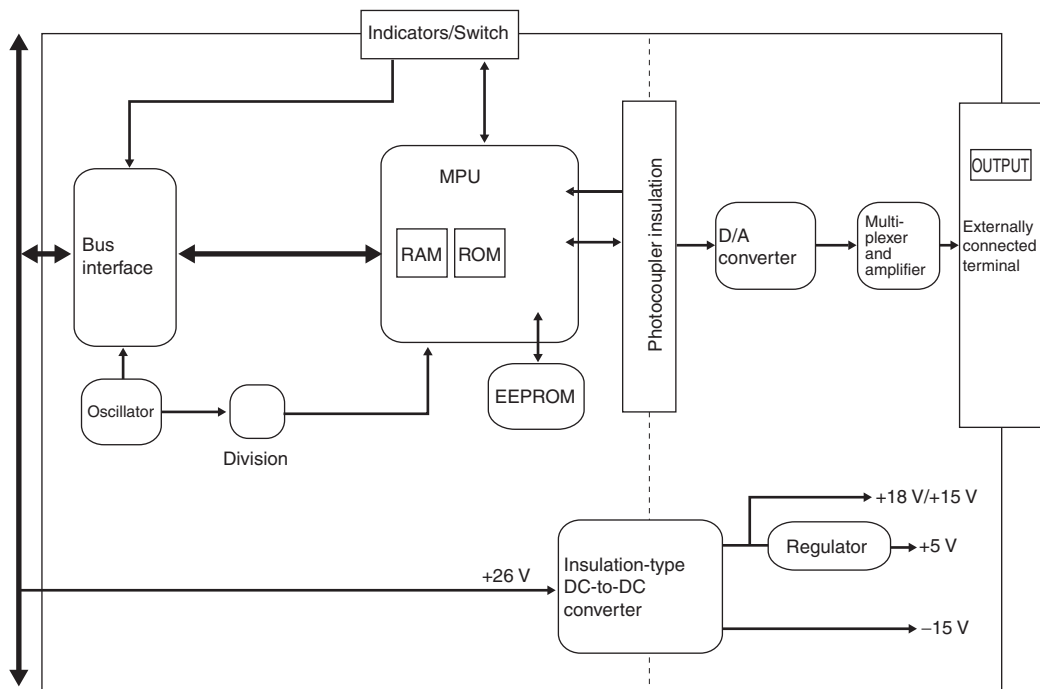 Indicators/Switch
MPU
RAM
ROM
Bus
interface
Photocoupler insulation
D/A
converter
Multi-
plexer
and
amplifier
OUTPUT
Externally
connected
terminal
Oscillator
Division
EEPROM
+26 V
Insulation-type
DC-to-DC
converter
+18 V/+15 V
Regulator
+5 V
−15 V